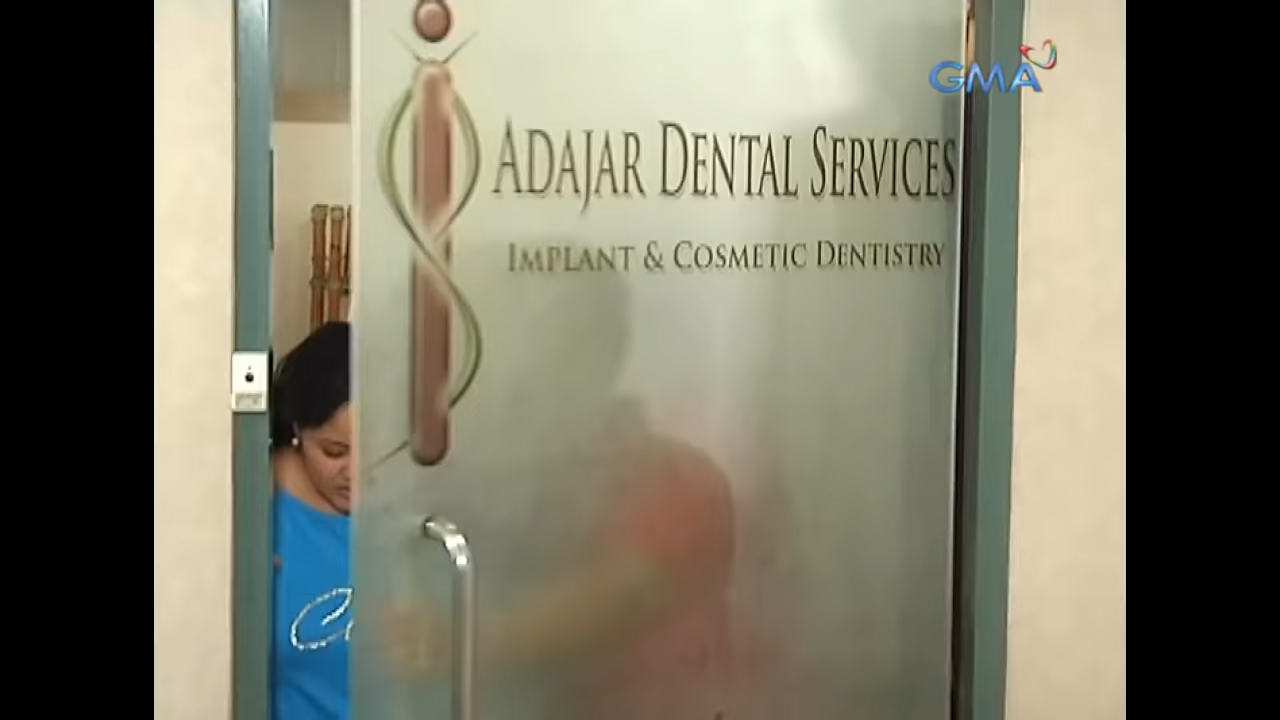 GMA
ADAJAR DENTAL SERVICES
IMPLANT & COSMETIC DENTISTRY